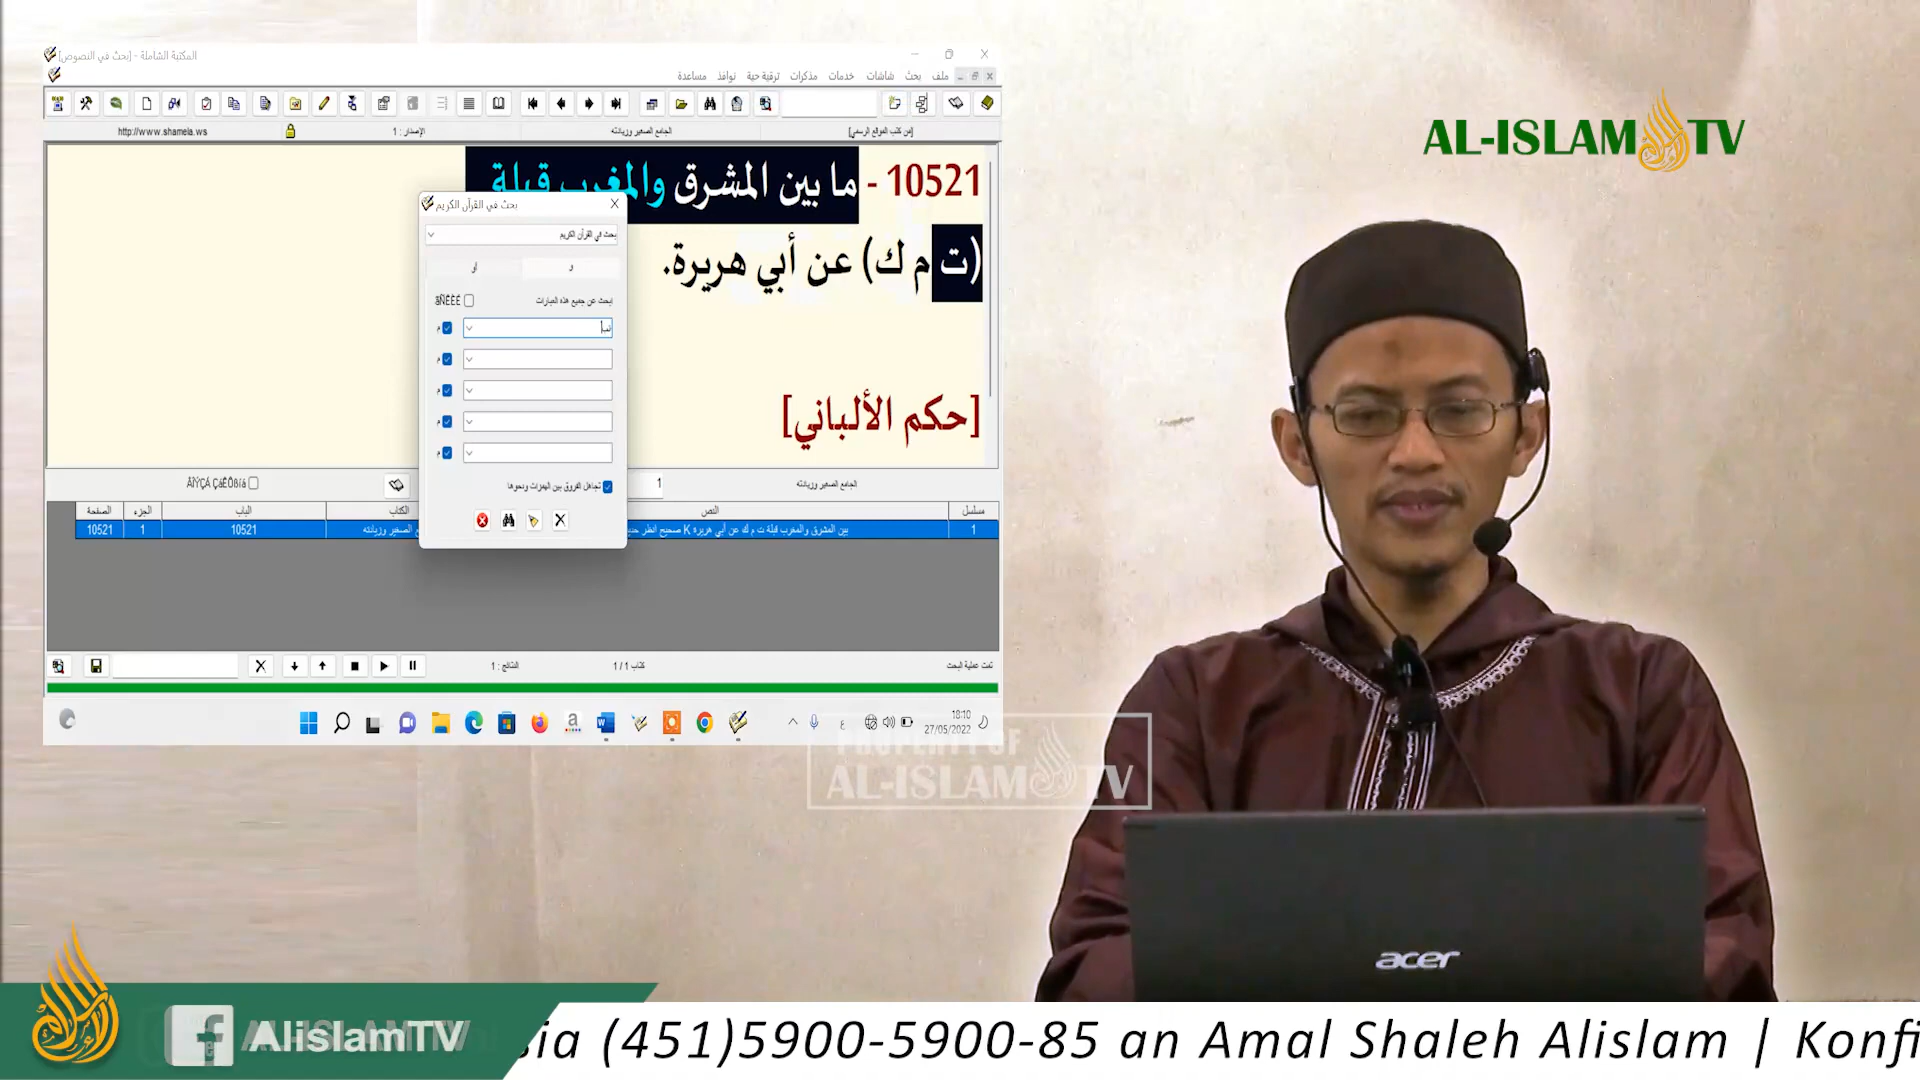 المكتبة الشاملة - [بحث في النصوص]
ملف بحث شاشات خدمات مذكرات ترقية حية نوافذ مساعدة
[من كتب الموقع الرسمي] الجامع الصغير وزيادته الإصدار : 1 http://www.shamela.ws
10521 - ما بين المشرق والمغرب قبلة
(ت م ك) عن أبي هريرة.
[حكم الألباني]
بحث في القرآن الكريم
بحث في القرآن الكريم
و أو
ابحث عن جميع هذه العبارات ãÑÊÈÉ
م
م
م
م
م
تجاهل الفروق بين الهمزات ونحوها
الجامع الصغير وزيادته 1
مسلسل النص الكتاب الباب الجزء الصفحة
1 بين المشرق والمغرب قبلة ت م ك عن أبي هريرة K صحيح انظر الصغير وزيادته 10521 1 10521
تمت عملية البحث كتاب 1 / 1 النتائج : 1
18:10
27/05/2022
AL-ISLAM TV
PROPERTY OF
AL-ISLAM TV
acer
AlislamTV
sia (451)5900-5900-85 an Amal Shaleh Alislam | Konfi